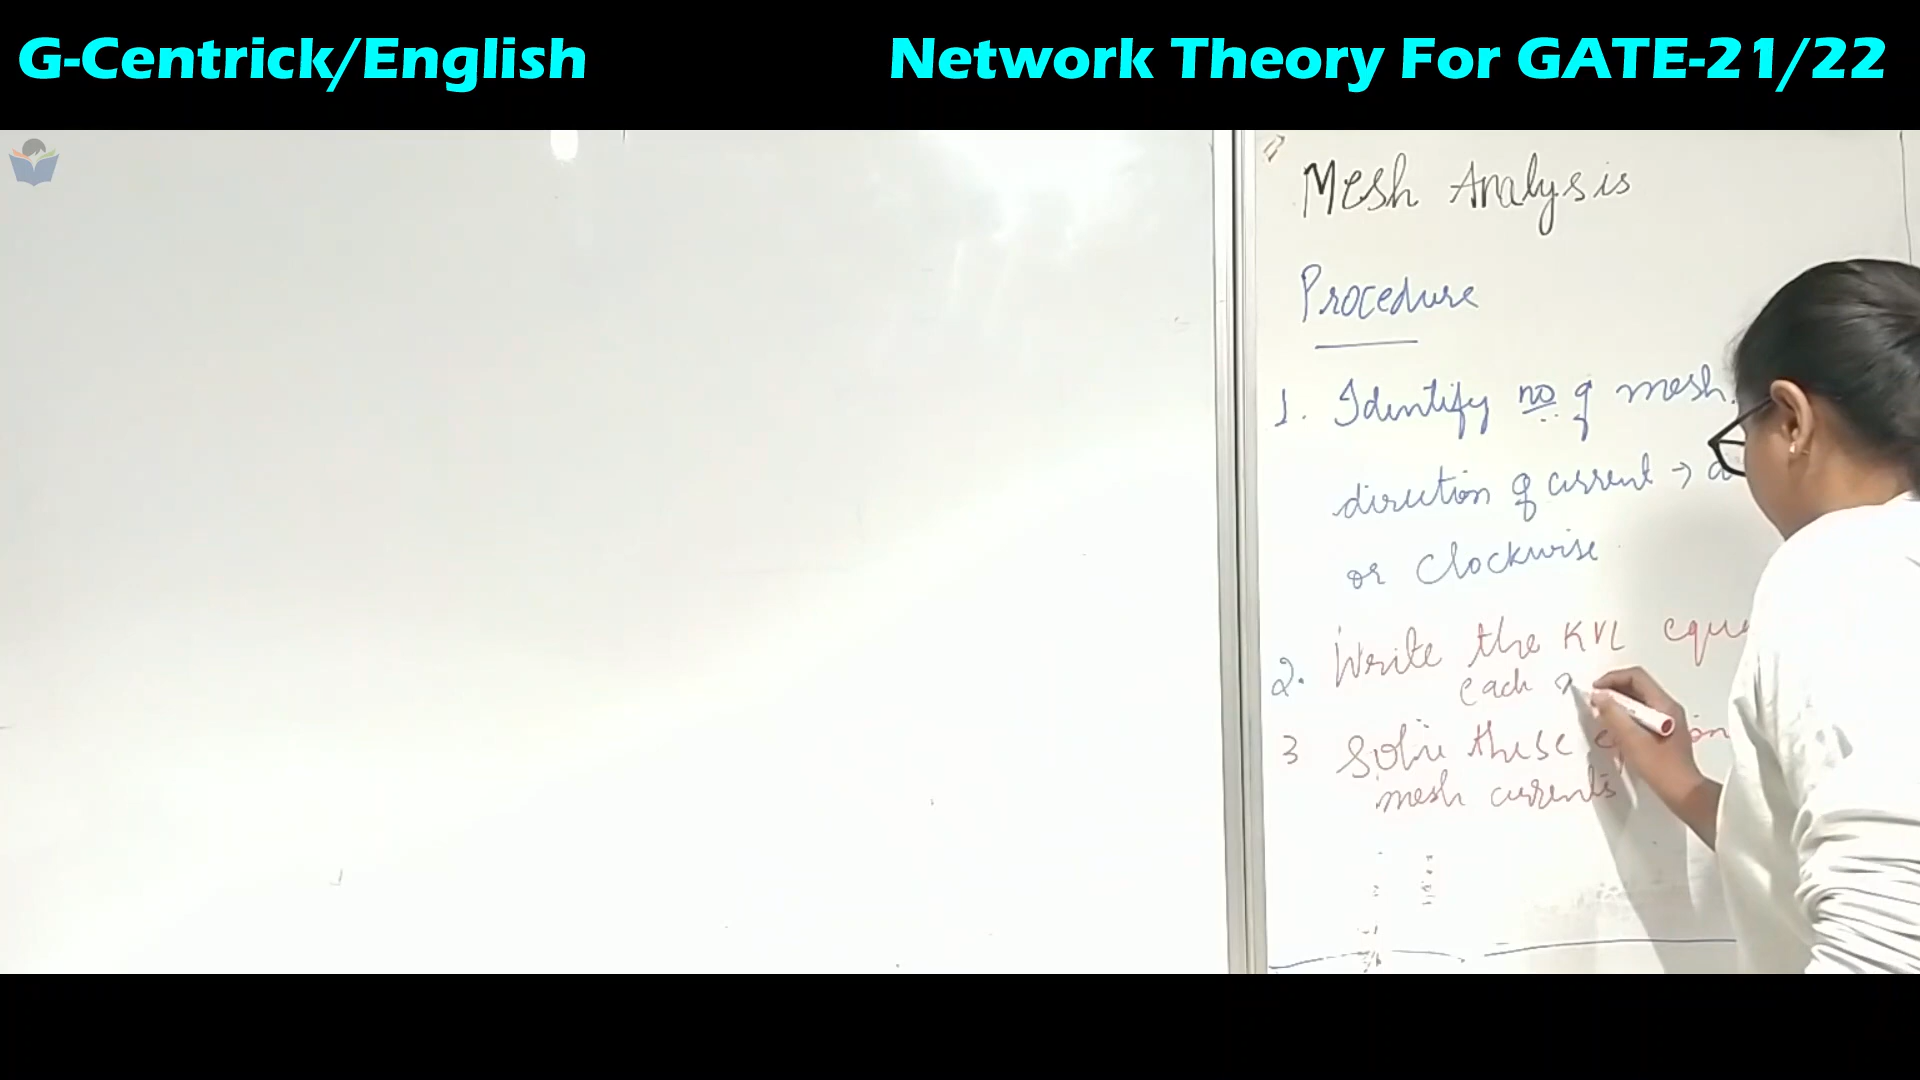 G-Centrick/English
Network Theory For GATE-21/22
Mesh Analysis
Procedure
1. Identify no of mesh.
direction of current →
or clockwise
2. Write the KVL
each
3 Solve these
mesh currents